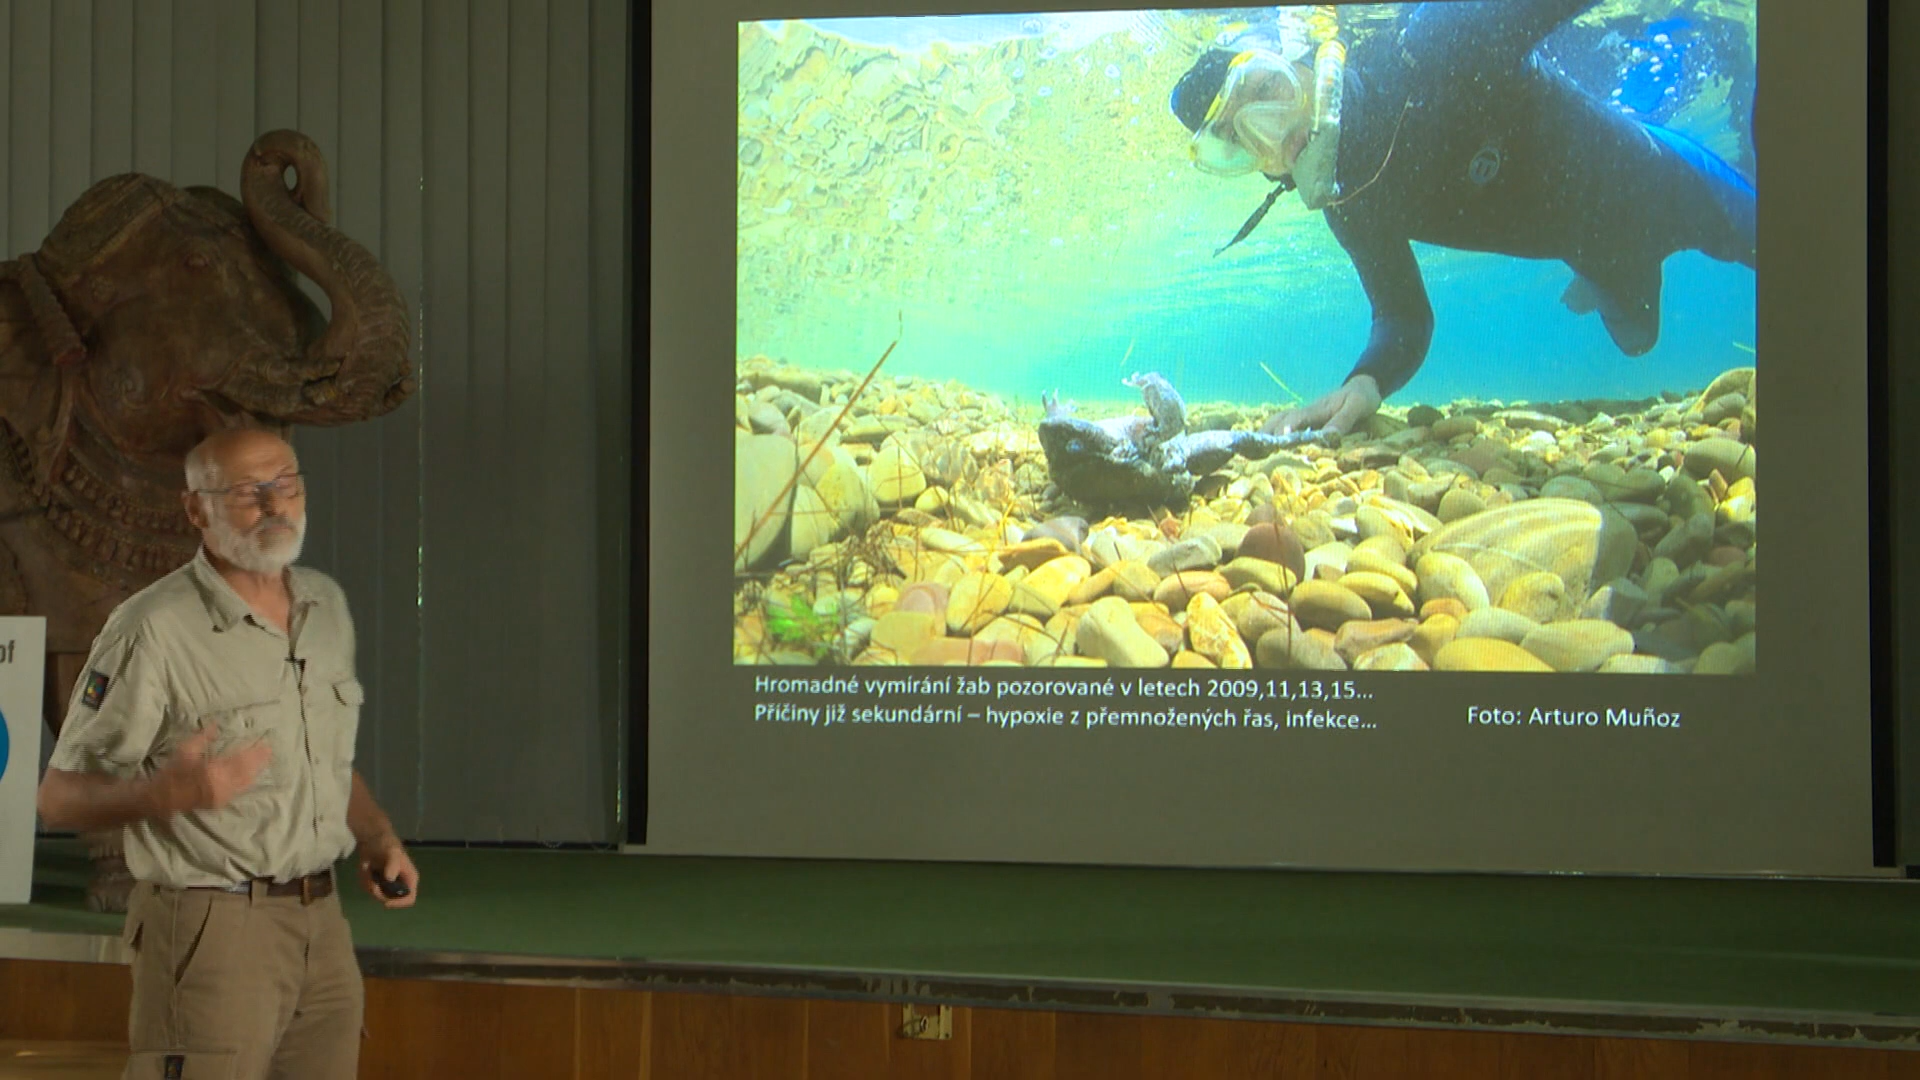 of
Hromadné vymírání žab pozorované v letech 2009,11,13,15...
Příčiny již sekundární – hypoxie z přemnožených řas, infekce...
Foto: Arturo Muñoz